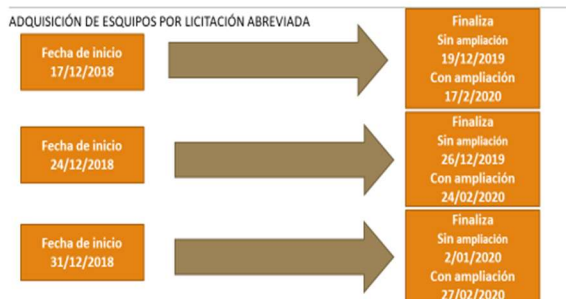 ADQUISICIÓN DE ESQUIPOS POR LICITACIÓN ABREVIADA
Fecha de inicio
17/12/2018
Finaliza
Sin ampliación
19/12/2019
Con ampliación
17/2/2020
Fecha de inicio
24/12/2018
Finaliza
Sin ampliación
26/12/2019
Con ampliación
24/02/2020
Fecha de inicio
31/12/2018
Finaliza
Sin ampliación
2/01/2020
Con ampliación
27/02/2020